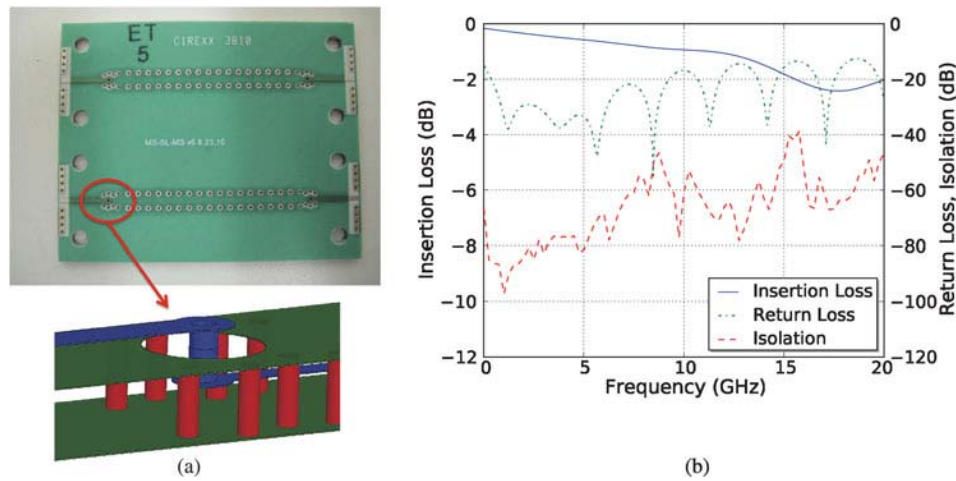 ET
5
CIREXX 3810
MS-SL-MS v6 8.23.10
(a)
0
−2
−4
−6
−8
−10
−12
Insertion Loss (dB)
0
−20
−40
−60
−80
−100
−120
Return Loss, Isolation (dB)
Insertion Loss
Return Loss
Isolation
0
5
10
15
20
Frequency (GHz)
(b)